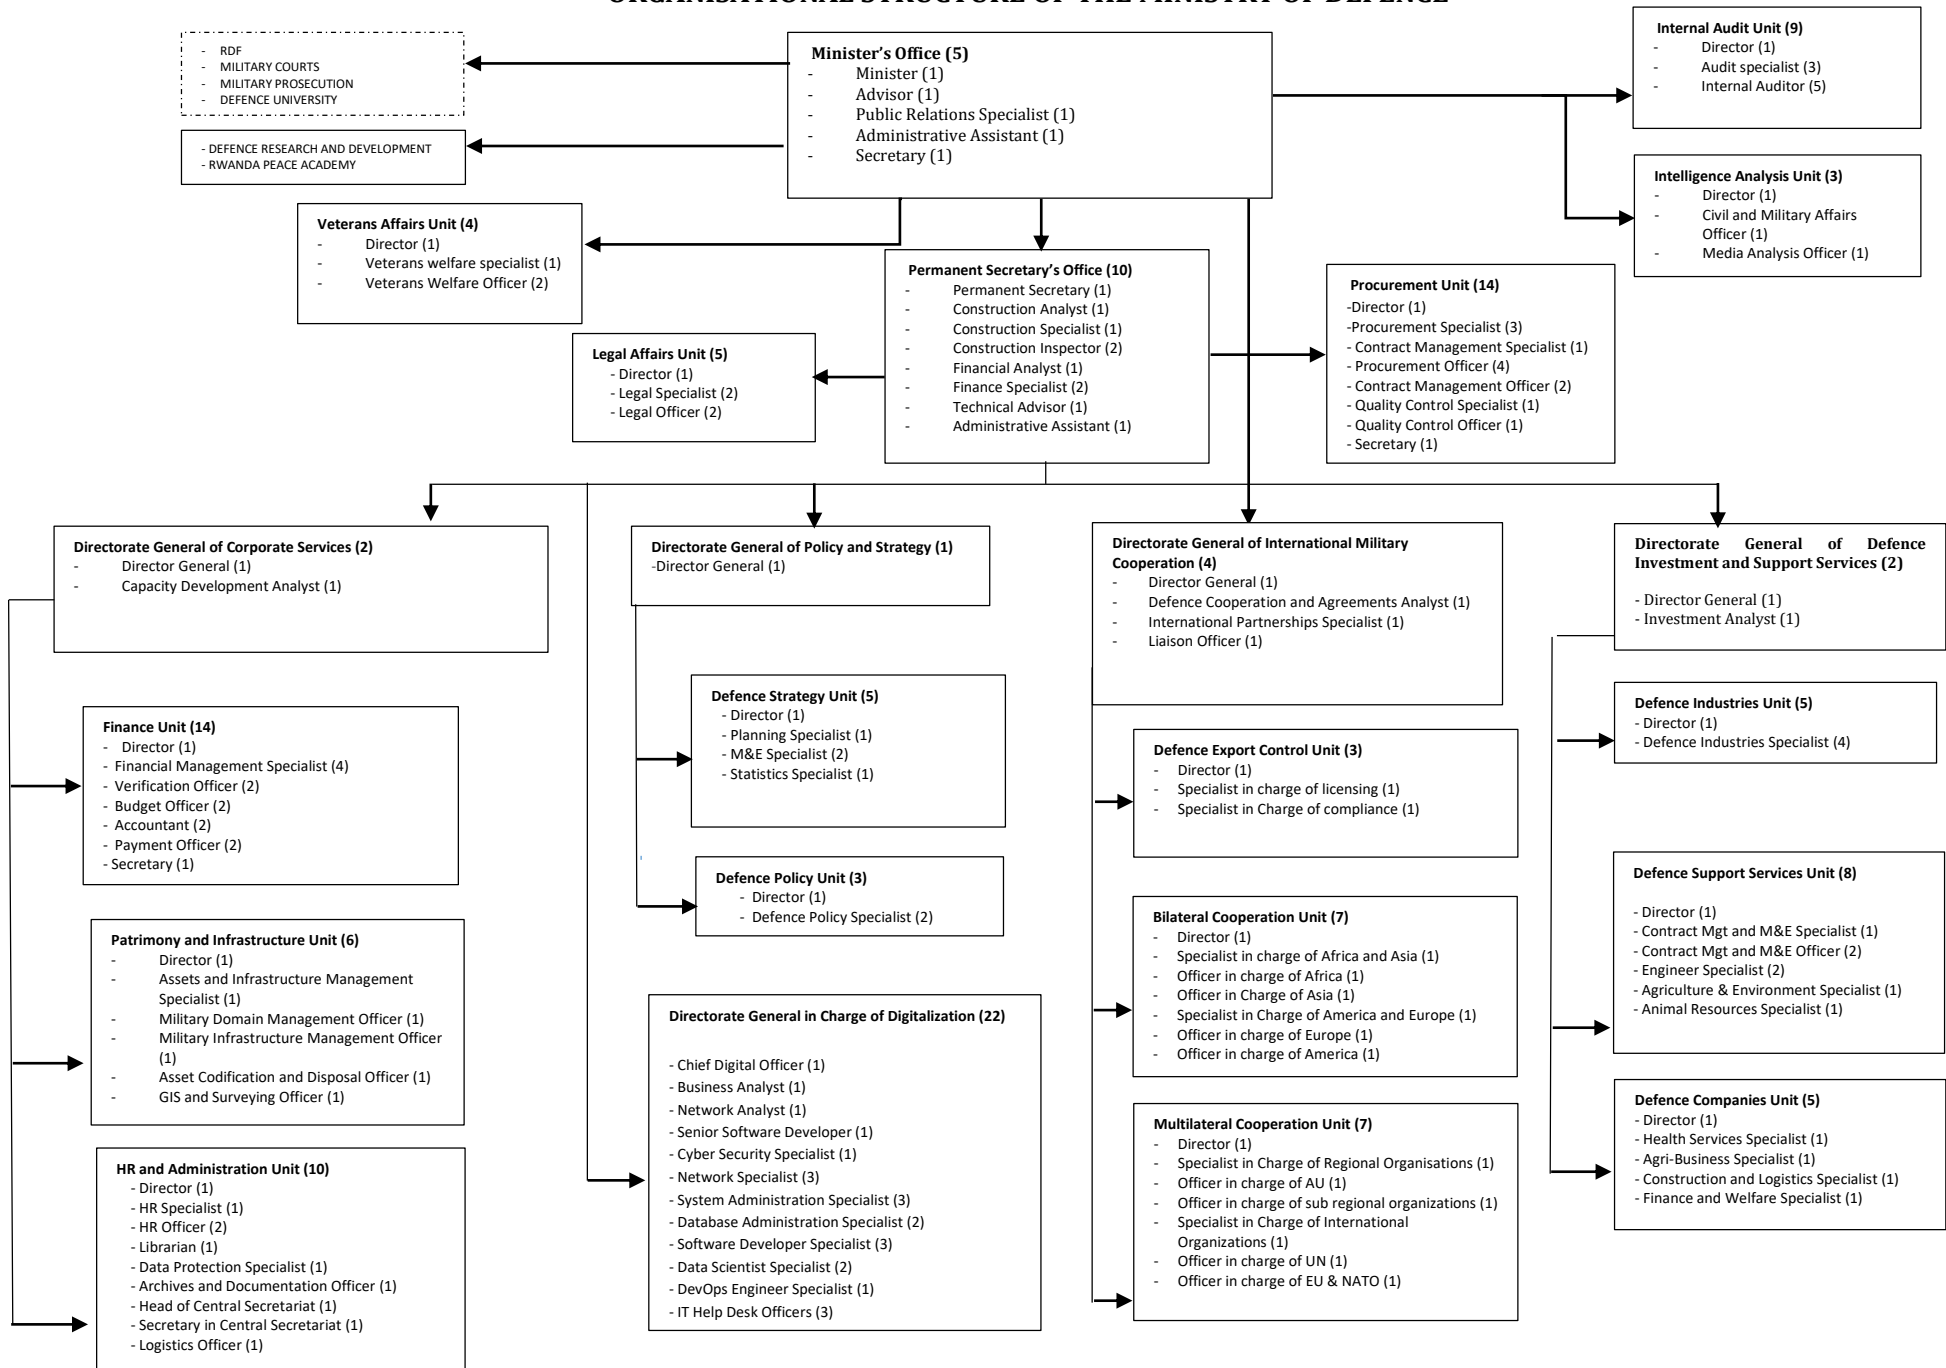 ORGANISATIONAL STRUCTURE OF THE MINISTRY OF DEFENCE
- RDF
- MILITARY COURTS
- MILITARY PROSECUTION
- DEFENCE UNIVERSITY
- DEFENCE RESEARCH AND DEVELOPMENT
- RWANDA PEACE ACADEMY
Minister's Office (5)
- Minister (1)
- Advisor (1)
- Public Relations Specialist (1)
- Administrative Assistant (1)
- Secretary (1)
Internal Audit Unit (9)
- Director (1)
- Audit specialist (3)
- Internal Auditor (5)
Intelligence Analysis Unit (3)
- Director (1)
- Civil and Military Affairs
Officer (1)
- Media Analysis Officer (1)
Veterans Affairs Unit (4)
- Director (1)
- Veterans welfare specialist (1)
- Veterans Welfare Officer (2)
Permanent Secretary's Office (10)
- Permanent Secretary (1)
- Construction Analyst (1)
- Construction Specialist (1)
- Construction Inspector (2)
- Financial Analyst (1)
- Finance Specialist (2)
- Technical Advisor (1)
- Administrative Assistant (1)
Procurement Unit (14)
-Director (1)
-Procurement Specialist (3)
- Contract Management Specialist (1)
- Procurement Officer (4)
- Contract Management Officer (2)
- Quality Control Specialist (1)
- Quality Control Officer (1)
- Secretary (1)
Legal Affairs Unit (5)
- Director (1)
- Legal Specialist (2)
- Legal Officer (2)
Directorate General of Corporate Services (2)
- Director General (1)
- Capacity Development Analyst (1)
Finance Unit (14)
- Director (1)
- Financial Management Specialist (4)
- Verification Officer (2)
- Budget Officer (2)
- Accountant (2)
- Payment Officer (2)
- Secretary (1)
Patrimony and Infrastructure Unit (6)
- Director (1)
- Assets and Infrastructure Management
Specialist (1)
- Military Domain Management Officer (1)
- Military Infrastructure Management Officer
(1)
- Asset Codification and Disposal Officer (1)
- GIS and Surveying Officer (1)
HR and Administration Unit (10)
- Director (1)
- HR Specialist (1)
- HR Officer (2)
- Librarian (1)
- Data Protection Specialist (1)
- Archives and Documentation Officer (1)
- Head of Central Secretariat (1)
- Secretary in Central Secretariat (1)
- Logistics Officer (1)
Directorate General of Policy and Strategy (1)
-Director General (1)
Defence Strategy Unit (5)
- Director (1)
- Planning Specialist (1)
- M&E Specialist (2)
- Statistics Specialist (1)
Defence Policy Unit (3)
- Director (1)
- Defence Policy Specialist (2)
Directorate General in Charge of Digitalization (22)
- Chief Digital Officer (1)
- Business Analyst (1)
- Network Analyst (1)
- Senior Software Developer (1)
- Cyber Security Specialist (1)
- Network Specialist (3)
- System Administration Specialist (3)
- Database Administration Specialist (2)
- Software Developer Specialist (3)
- Data Scientist Specialist (2)
- DevOps Engineer Specialist (1)
- IT Help Desk Officers (3)
Directorate General of International Military
Cooperation (4)
- Director General (1)
- Defence Cooperation and Agreements Analyst (1)
- International Partnerships Specialist (1)
- Liaison Officer (1)
Defence Export Control Unit (3)
- Director (1)
- Specialist in charge of licensing (1)
- Specialist in Charge of compliance (1)
Bilateral Cooperation Unit (7)
- Director (1)
- Specialist in charge of Africa and Asia (1)
- Officer in charge of Africa (1)
- Officer in Charge of Asia (1)
- Specialist in Charge of America and Europe (1)
- Officer in charge of Europe (1)
- Officer in charge of America (1)
Multilateral Cooperation Unit (7)
- Director (1)
- Specialist in Charge of Regional Organisations (1)
- Officer in charge of AU (1)
- Officer in charge of sub regional organizations (1)
- Specialist in Charge of International
Organizations (1)
- Officer in charge of UN (1)
- Officer in charge of EU & NATO (1)
Directorate General of Defence
Investment and Support Services (2)
- Director General (1)
- Investment Analyst (1)
Defence Industries Unit (5)
- Director (1)
- Defence Industries Specialist (4)
Defence Support Services Unit (8)
- Director (1)
- Contract Mgt and M&E Specialist (1)
- Contract Mgt and M&E Officer (2)
- Engineer Specialist (2)
- Agriculture & Environment Specialist (1)
- Animal Resources Specialist (1)
Defence Companies Unit (5)
- Director (1)
- Health Services Specialist (1)
- Agri-Business Specialist (1)
- Construction and Logistics Specialist (1)
- Finance and Welfare Specialist (1)